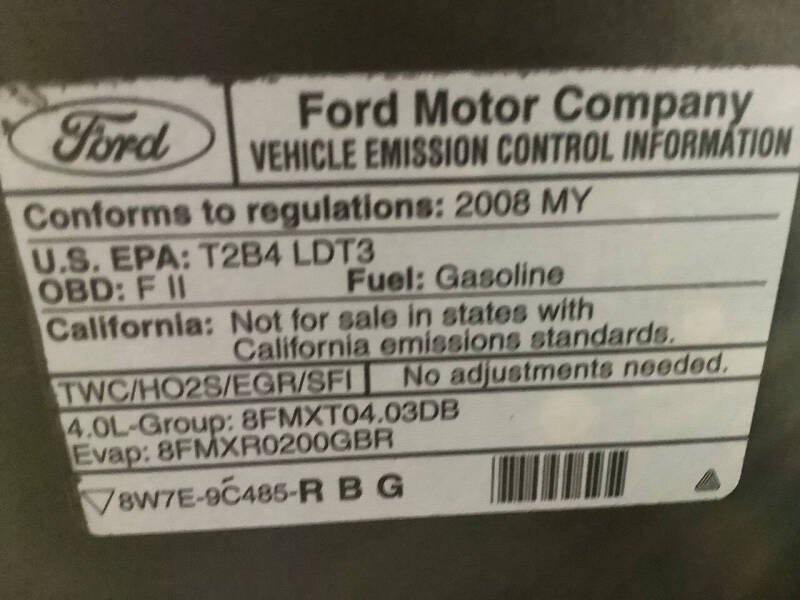 Ford
Ford Motor Company
VEHICLE EMISSION CONTROL INFORMATION
Conforms to regulations: 2008 MY
U.S. EPA: T2B4 LDT3
OBD: F II Fuel: Gasoline
California: Not for sale in states with
California emissions standards.
TWC/HO2S/EGR/SFI No adjustments needed.
4.0L-Group: 8FMXT04.03DB
Evap: 8FMXR0200GBR
8W7E-9C485-R B G